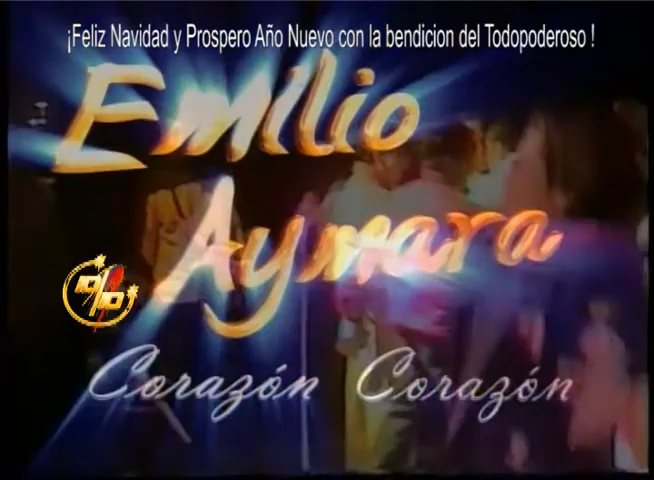 ¡Feliz Navidad y Prospero Año Nuevo con la bendicion del Todopoderoso !
Emilio
Aymara
Corazón Corazón